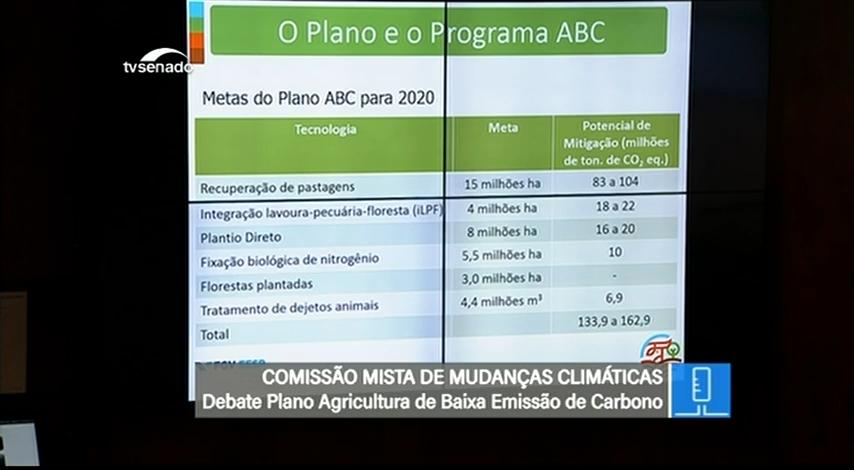 O Plano e o Programa ABC
tvsenado
Metas do Plano ABC para 2020
Tecnologia Meta Potencial de
Mitigação (milhões
de ton. de CO₂ eq.)
Recuperação de pastagens 15 milhões ha 83 a 104
Integração lavoura-pecuária-floresta (iLPF) 4 milhões ha 18 a 22
Plantio Direto 8 milhões ha 16 a 20
Fixação biológica de nitrogênio 5,5 milhões ha 10
Florestas plantadas 3,0 milhões ha -
Tratamento de dejetos animais 4,4 milhões m³ 6,9
Total 133,9 a 162,9
COMISSÃO MISTA DE MUDANÇAS CLIMÁTICAS
Debate Plano Agricultura de Baixa Emissão de Carbono